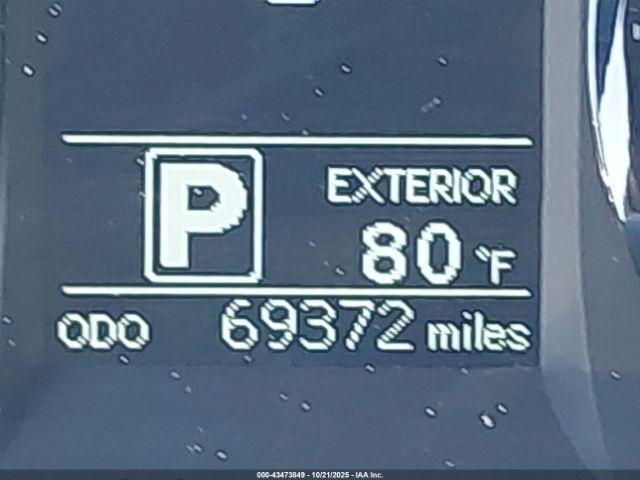 P
EXTERIOR
80 °F
ODO 69372 miles
000-43473849 - 10/21/2025 - IAA Inc.